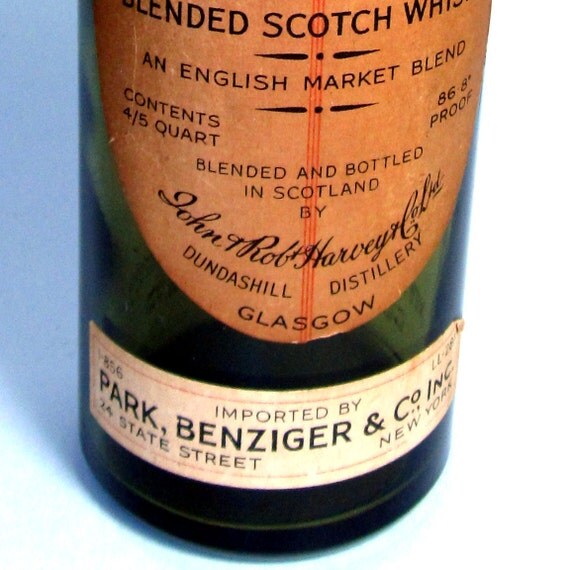 BLENDED SCOTCH WHIS
AN ENGLISH MARKET BLEND
CONTENTS
4/5 QUART
86·8°
PROOF
BLENDED AND BOTTLED
IN SCOTLAND
BY
John & Robt Harvey & Co Ltd
DUNDASHILL DISTILLERY
GLASGOW
1-856
IMPORTED BY
PARK, BENZIGER & Co., INC.
24 STATE STREET NEW YORK